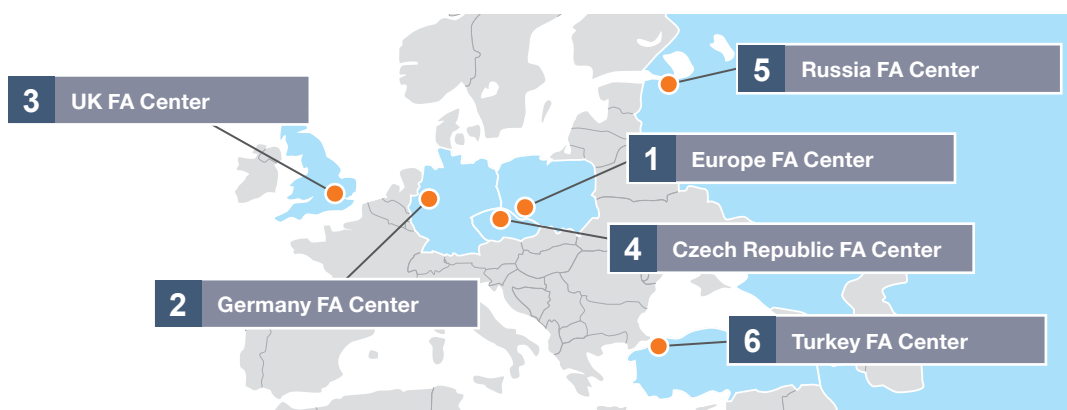 5 Russia FA Center
3 UK FA Center
1 Europe FA Center
4 Czech Republic FA Center
2 Germany FA Center
6 Turkey FA Center